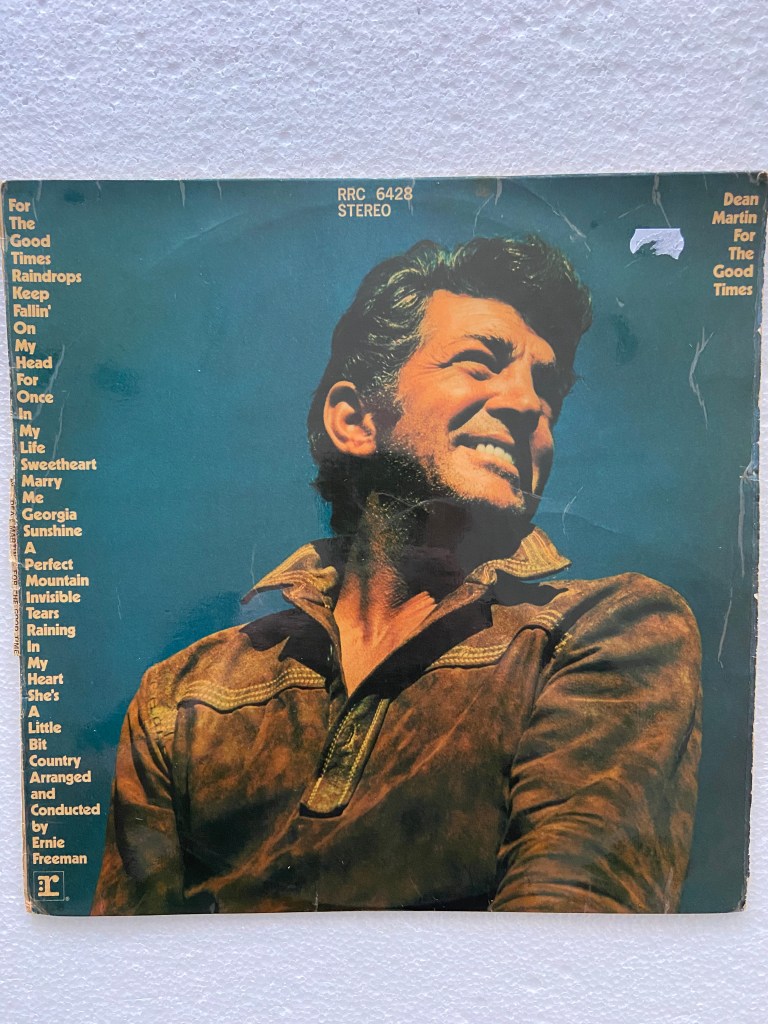 RRC 6428
STEREO
For
The
Good
Times
Raindrops
Keep
Fallin'
On
My
Head
For
Once
In
My
Life
Sweetheart
Marry
Me
Georgia
Sunshine
A
Perfect
Mountain
Invisible
Tears
Raining
In
My
Heart
She's
A
Little
Bit
Country
Arranged
and
Conducted
by
Ernie
Freeman
r
Dean
Martin
For
The
Good
Times